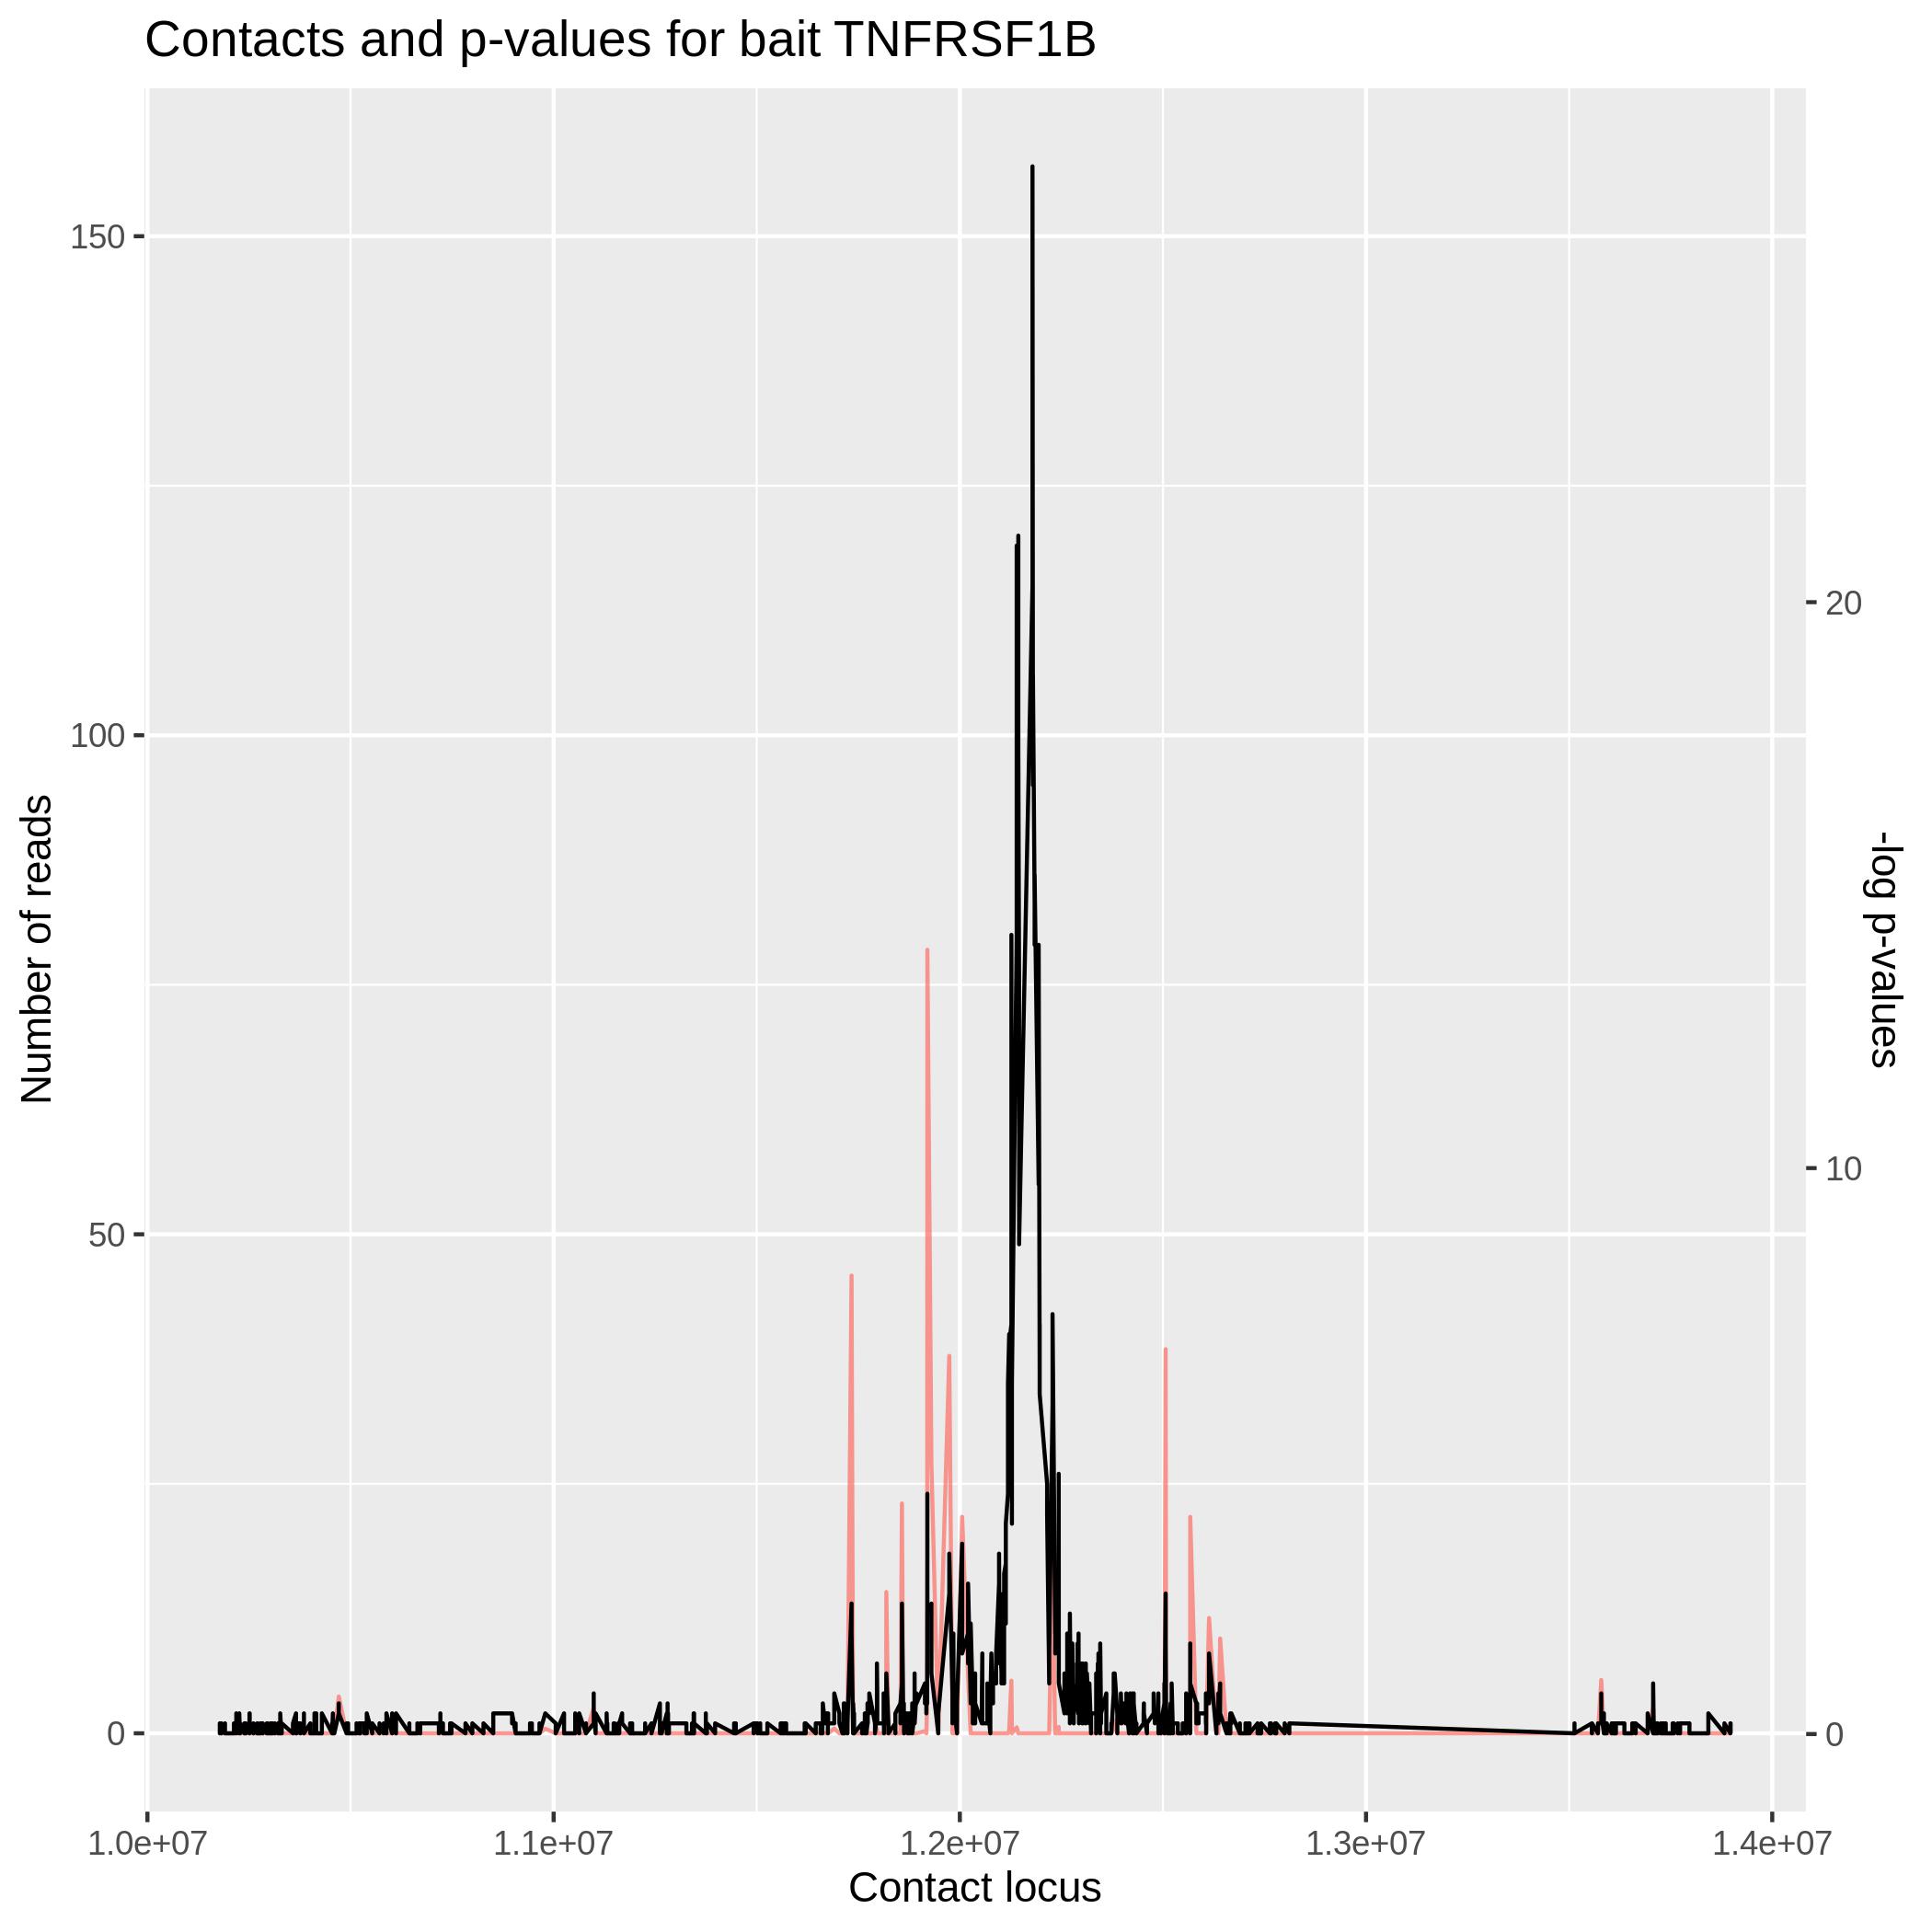 Contacts and p-values for bait TNFRSF1B
150
100
50
0
20
10
0
Number of reads
-log p-values
1.0e+07
1.1e+07
1.2e+07
1.3e+07
1.4e+07
Contact locus